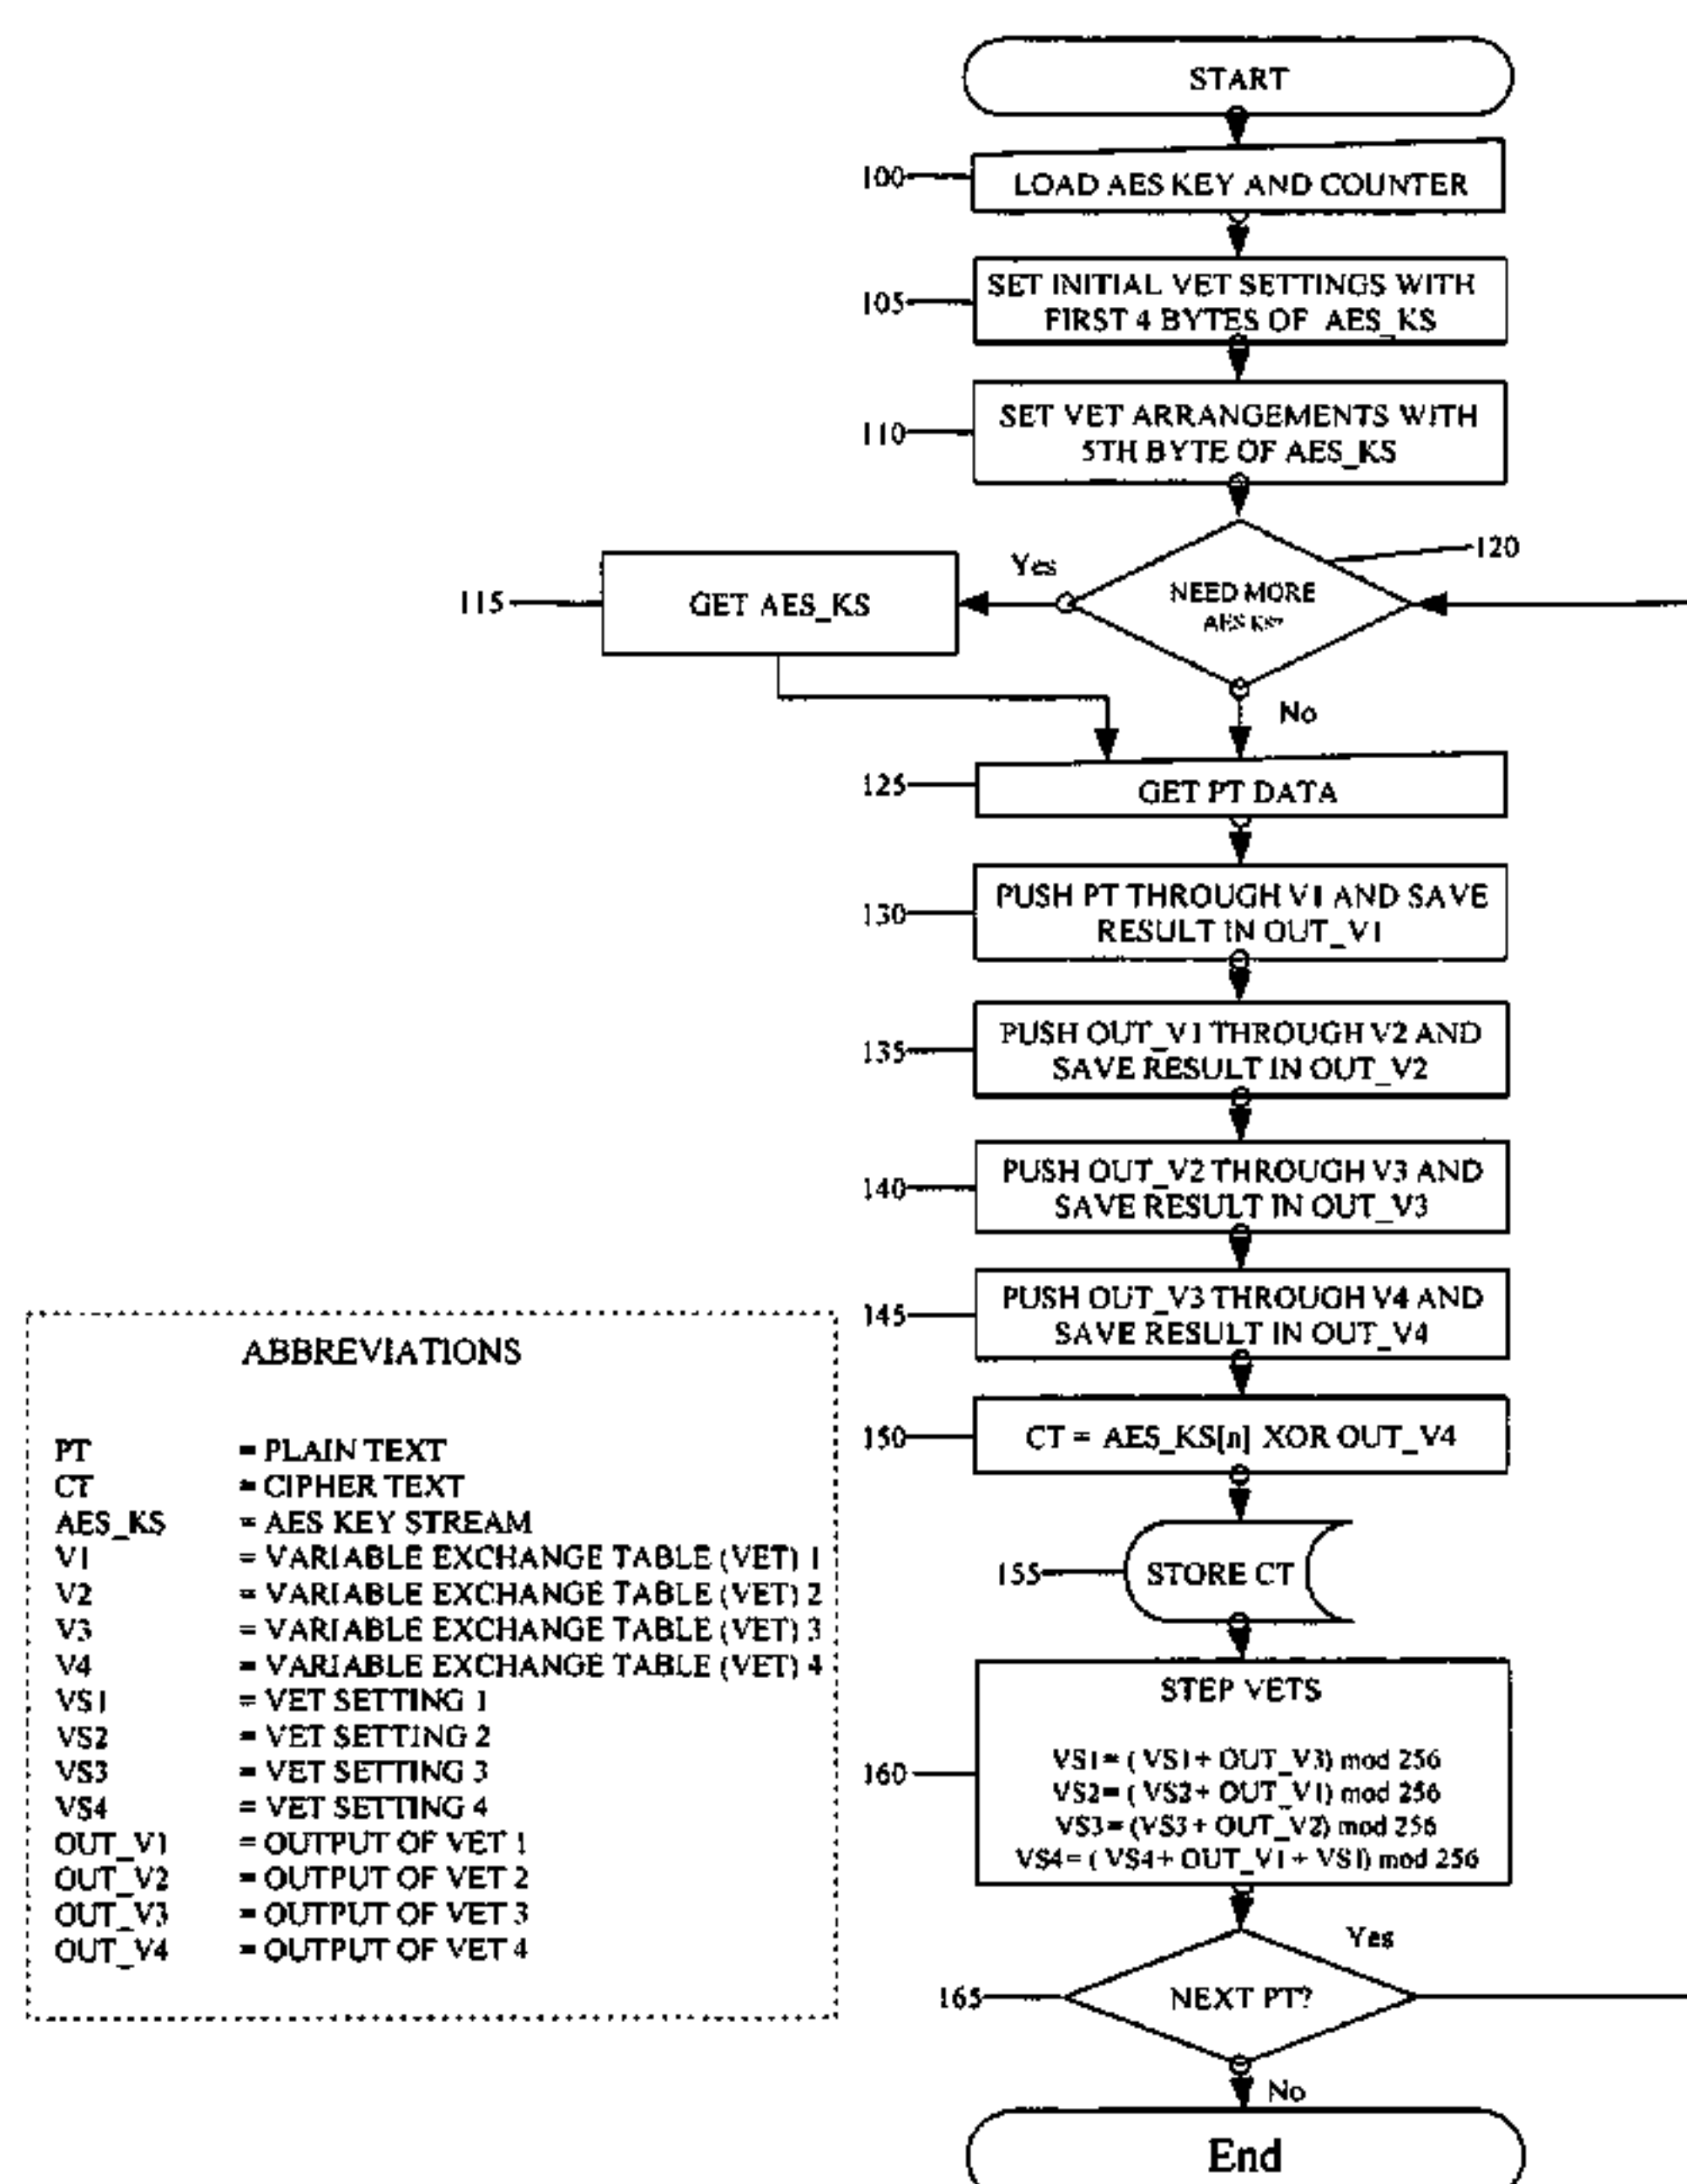 START
100
LOAD AES KEY AND COUNTER
105
SET INITIAL VET SETTINGS WITH
FIRST 4 BYTES OF AES_KS
110
SET VET ARRANGEMENTS WITH
5TH BYTE OF AES_KS
120
Yes
NEED MORE
AES KS?
115
GET AES_KS
No
125
GET PT DATA
130
PUSH PT THROUGH V1 AND SAVE
RESULT IN OUT_V1
135
PUSH OUT_V1 THROUGH V2 AND
SAVE RESULT IN OUT_V2
140
PUSH OUT_V2 THROUGH V3 AND
SAVE RESULT IN OUT_V3
145
PUSH OUT_V3 THROUGH V4 AND
SAVE RESULT IN OUT_V4
150
CT = AES_KS[n] XOR OUT_V4
155
STORE CT
160
STEP VETS
VS1= ( VS1+ OUT_V3) mod 256
VS2= ( VS2+ OUT_V1) mod 256
VS3= (VS3+ OUT_V2) mod 256
VS4= ( VS4+ OUT_V1+ VS1) mod 256
Yes
165
NEXT PT?
No
End
ABBREVIATIONS
PT = PLAIN TEXT
CT = CIPHER TEXT
AES_KS = AES KEY STREAM
V1 = VARIABLE EXCHANGE TABLE (VET) 1
V2 = VARIABLE EXCHANGE TABLE (VET) 2
V3 = VARIABLE EXCHANGE TABLE (VET) 3
V4 = VARIABLE EXCHANGE TABLE (VET) 4
VS1 = VET SETTING 1
VS2 = VET SETTING 2
VS3 = VET SETTING 3
VS4 = VET SETTING 4
OUT_V1 = OUTPUT OF VET 1
OUT_V2 = OUTPUT OF VET 2
OUT_V3 = OUTPUT OF VET 3
OUT_V4 = OUTPUT OF VET 4